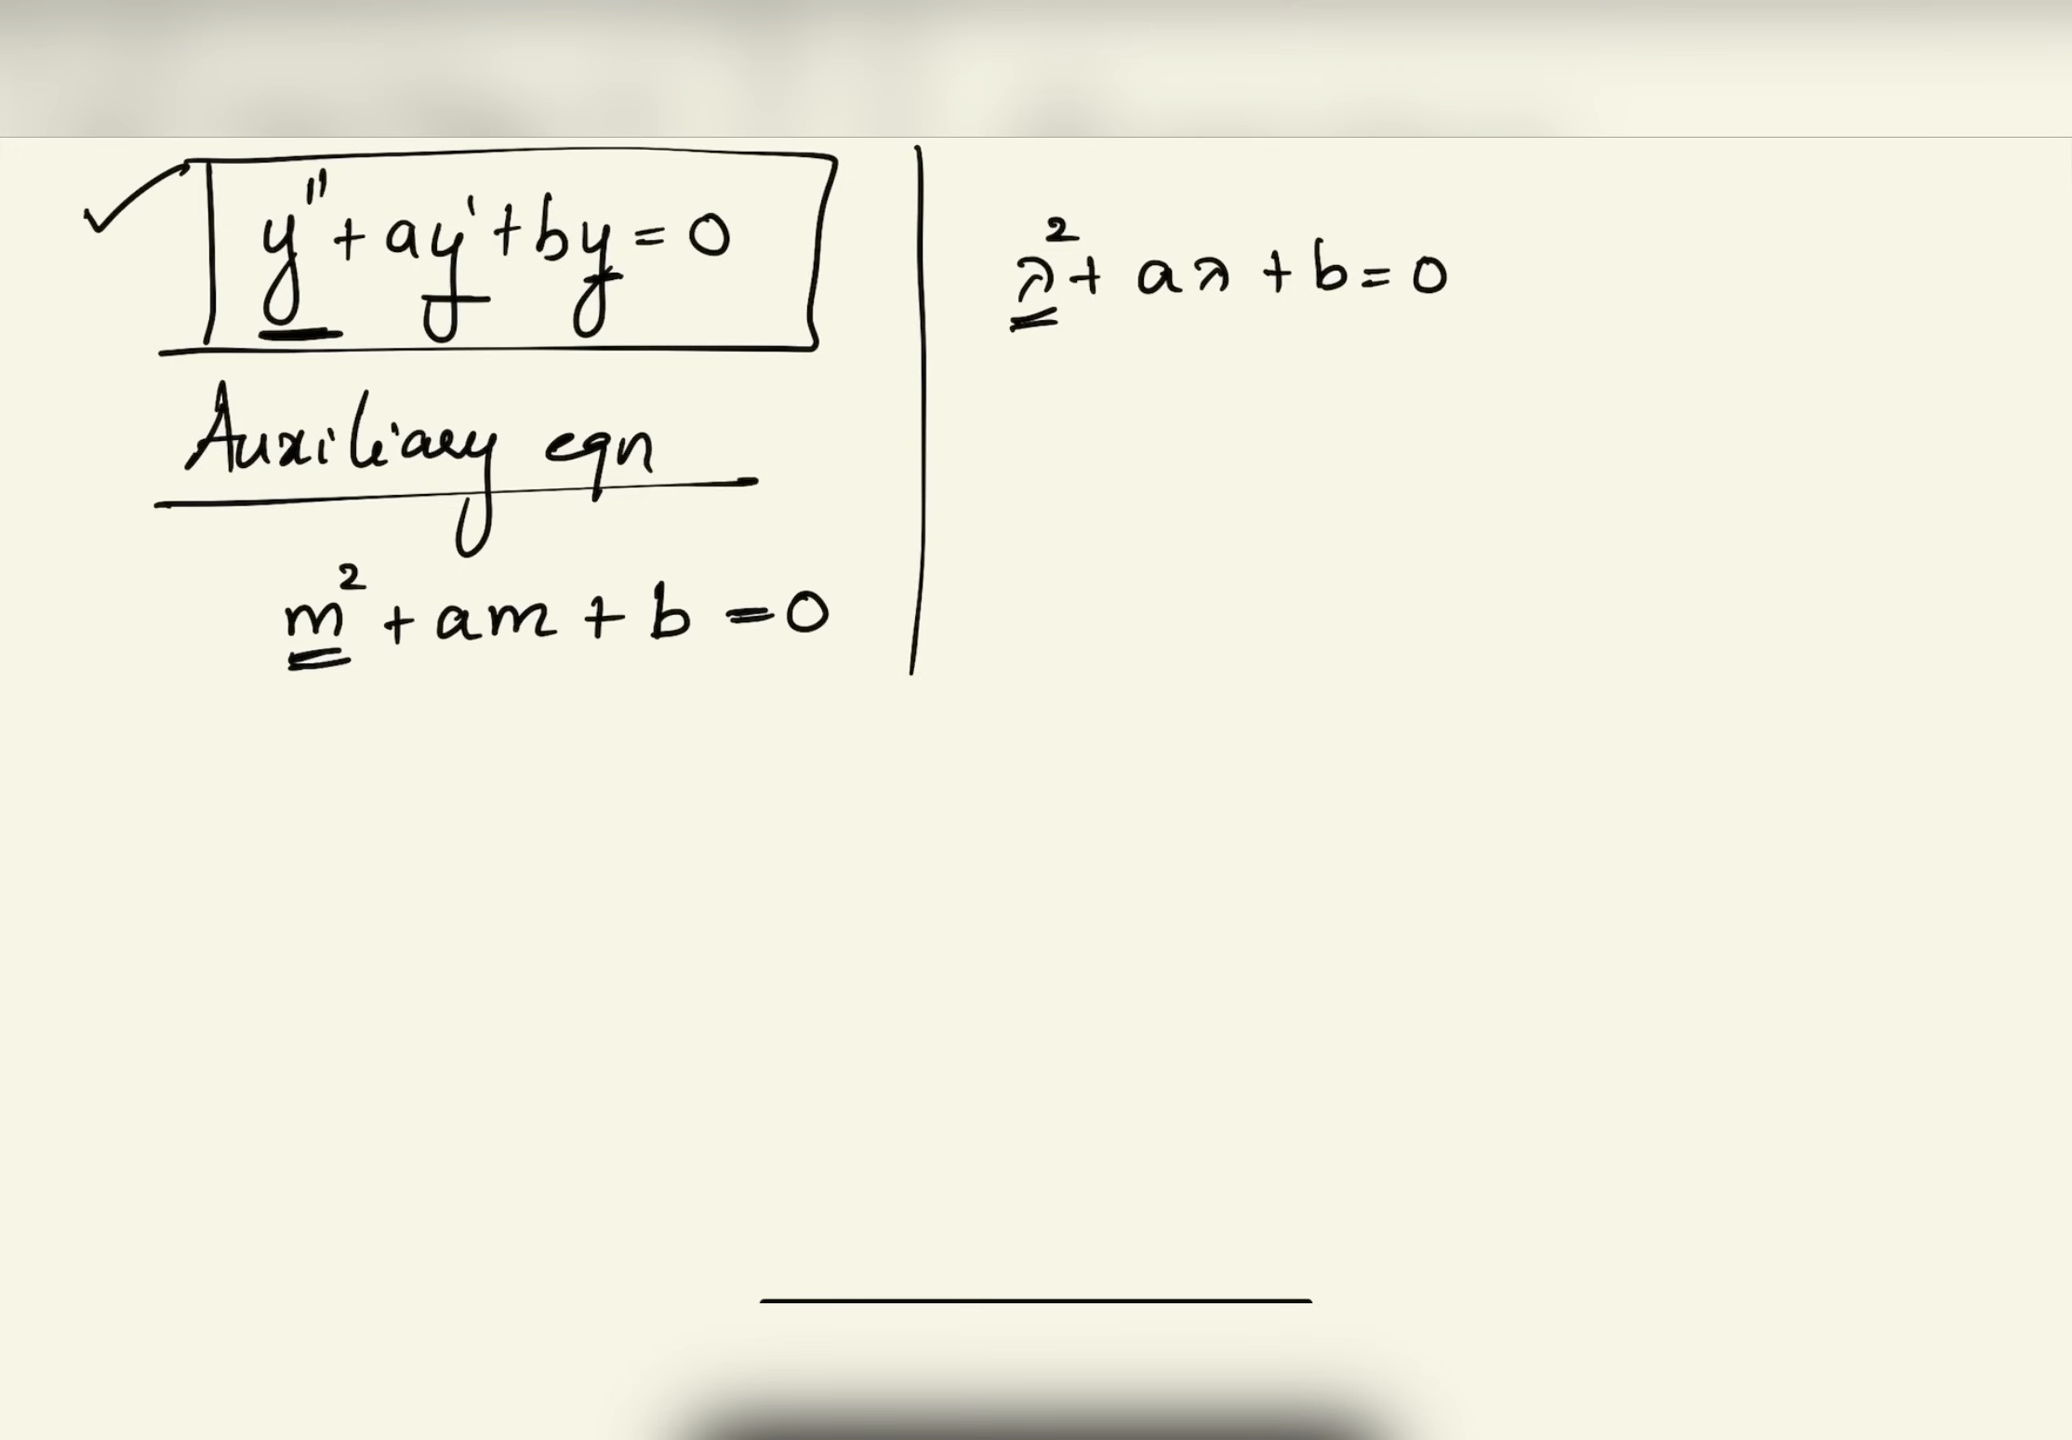 y'' + ay' + by = 0
Auxiliary eqn
m² + am + b = 0
λ² + aλ + b = 0